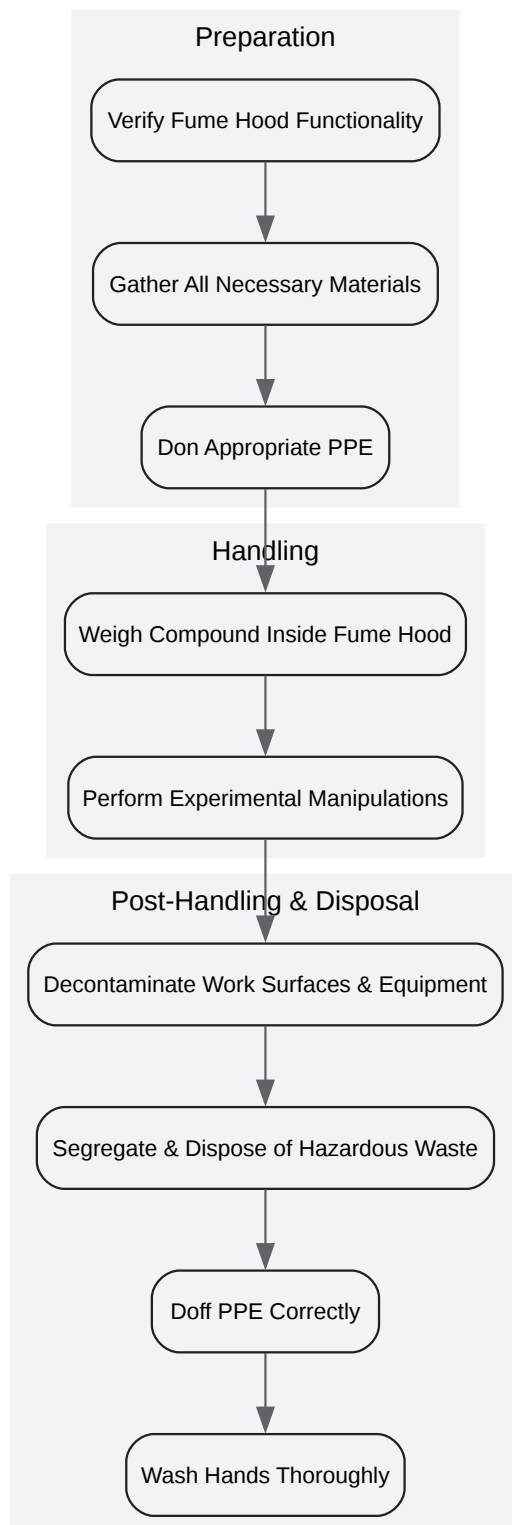 Preparation
Verify Fume Hood Functionality
Gather All Necessary Materials
Don Appropriate PPE
Handling
Weigh Compound Inside Fume Hood
Perform Experimental Manipulations
Post-Handling & Disposal
Decontaminate Work Surfaces & Equipment
Segregate & Dispose of Hazardous Waste
Doff PPE Correctly
Wash Hands Thoroughly